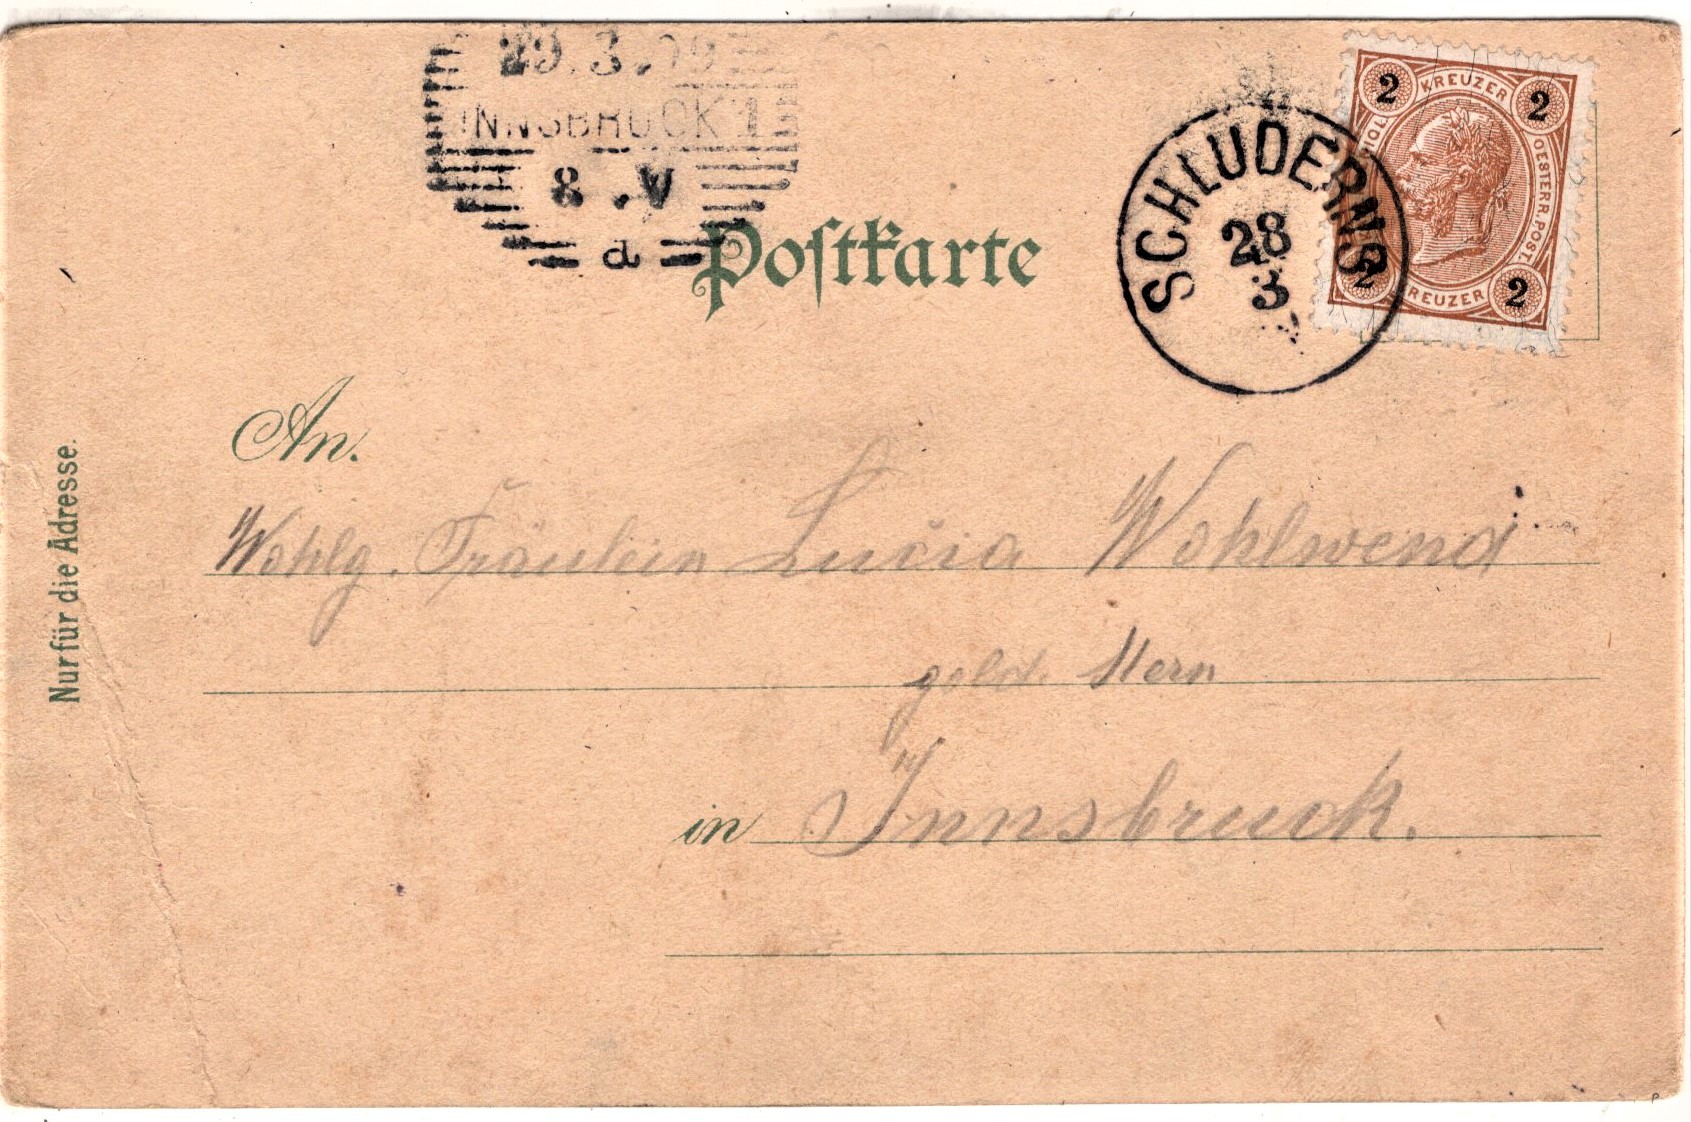 29.3.99
INNSBRUCK 1
8.V
a
SCHLUDERNS
28
3
2 KREUZER 2
OESTERR. POST.
2 KREUZER 2
Postkarte
An.
Wohlg. Fräulein Lucia Wohlwend
gold. Stern
in Innsbruck.
Nur für die Adresse.